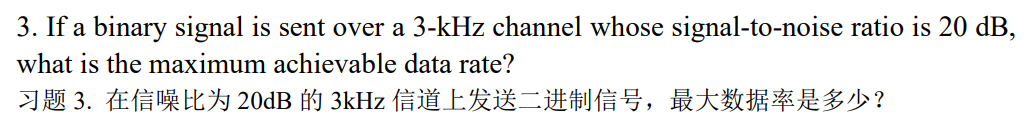 3. If a binary signal is sent over a 3-kHz channel whose signal-to-noise ratio is 20 dB,
what is the maximum achievable data rate?
习题 3. 在信噪比为 20dB 的 3kHz 信道上发送二进制信号，最大数据率是多少？